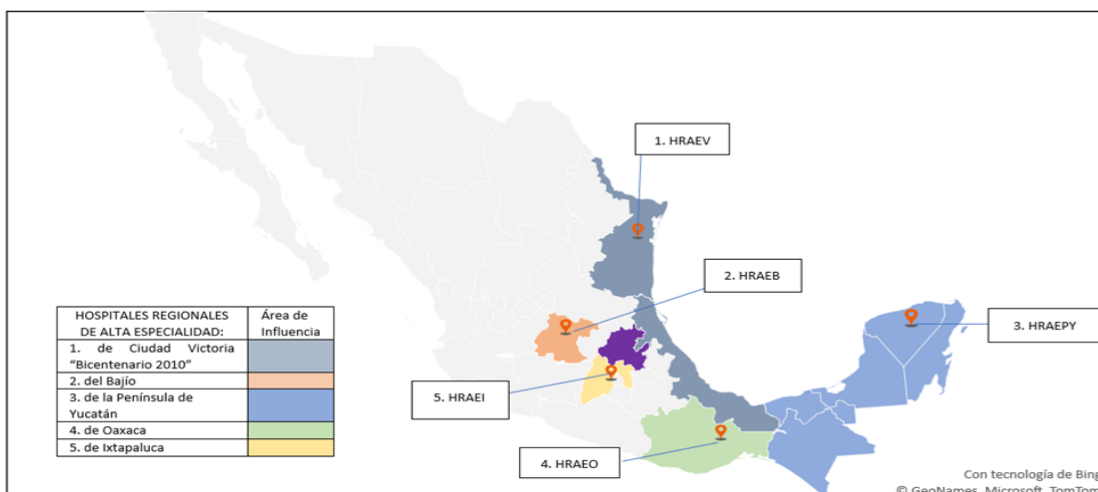 1. HRAEV
2. HRAEB
3. HRAEPY
HOSPITALES REGIONALES
DE ALTA ESPECIALIDAD:
Área de
Influencia
1. de Ciudad Victoria
“Bicentenario 2010”
2. del Bajío
3. de la Península de
Yucatán
4. de Oaxaca
5. de Ixtapaluca
5. HRAEI
4. HRAEO
Con tecnología de Bing
© GeoNames, Microsoft, TomTom